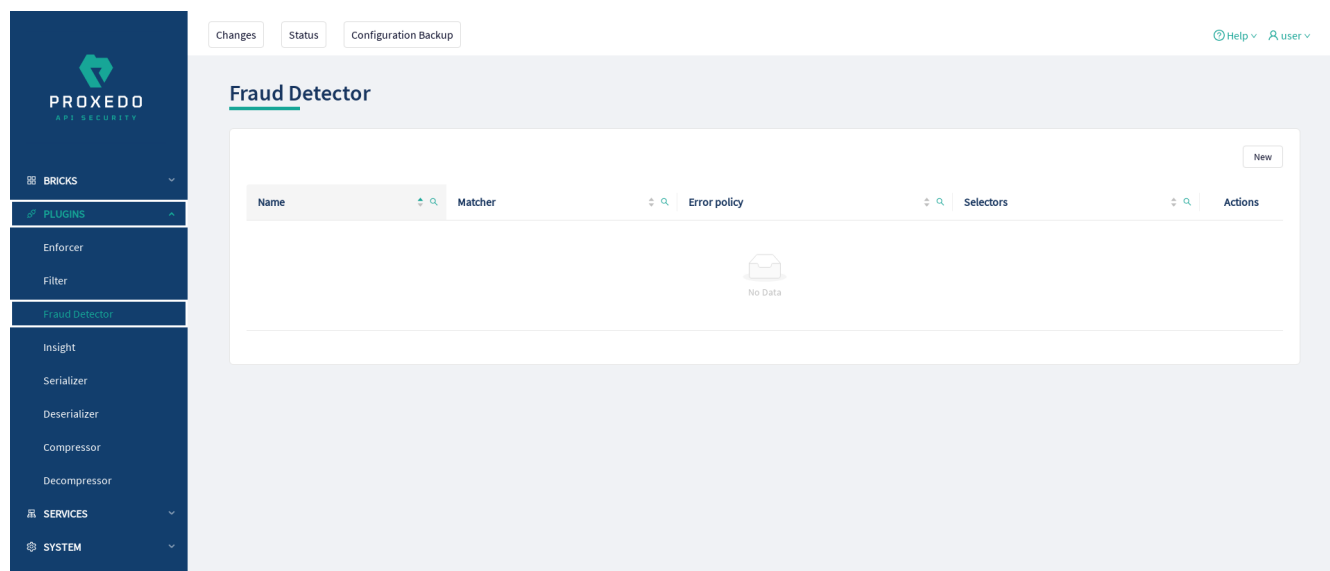 Changes Status Configuration Backup Help user
PROXEDO
API SECURITY
BRICKS
PLUGINS
Enforcer
Filter
Fraud Detector
Insight
Serializer
Deserializer
Compressor
Decompressor
SERVICES
SYSTEM
Fraud Detector
New
Name Matcher Error policy Selectors Actions
No Data